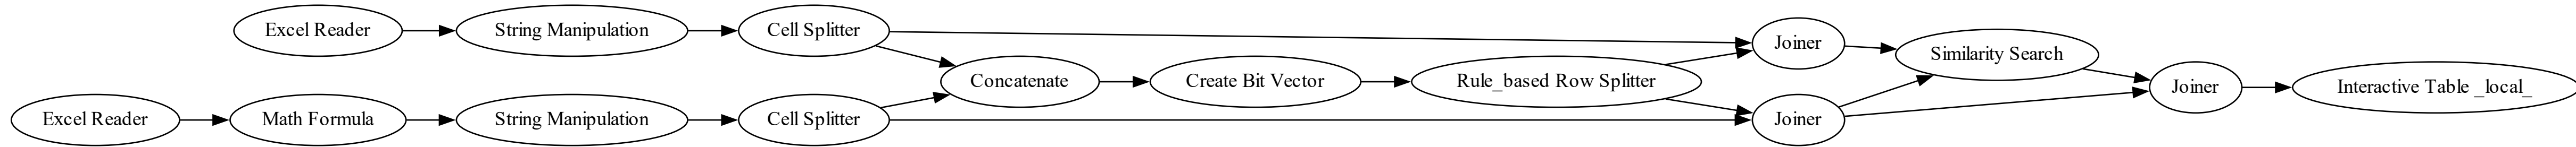 Excel Reader
String Manipulation
Cell Splitter
Joiner
Similarity Search
Concatenate
Create Bit Vector
Rule_based Row Splitter
Joiner
Interactive Table _local_
Excel Reader
Math Formula
String Manipulation
Cell Splitter
Joiner